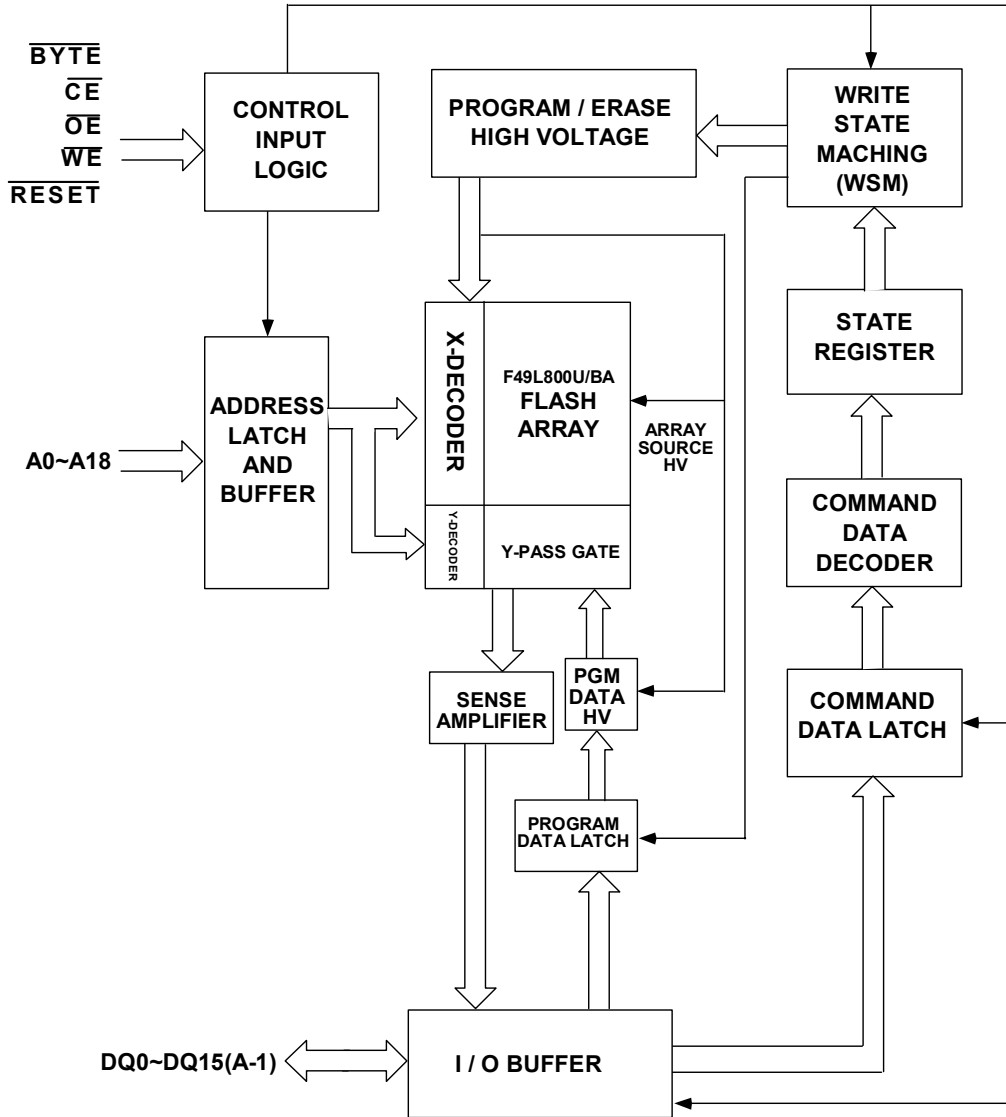 BYTE
CE
OE
WE
RESET
CONTROL
INPUT
LOGIC
PROGRAM / ERASE
HIGH VOLTAGE
WRITE
STATE
MACHING
(WSM)
STATE
REGISTER
A0~A18
ADDRESS
LATCH
AND
BUFFER
X-DECODER
F49L800U/BA
FLASH
ARRAY
ARRAY
SOURCE
HV
Y-DECODER
Y-PASS GATE
COMMAND
DATA
DECODER
SENSE
AMPLIFIER
PGM
DATA
HV
COMMAND
DATA LATCH
PROGRAM
DATA LATCH
DQ0~DQ15(A-1)
I / O BUFFER